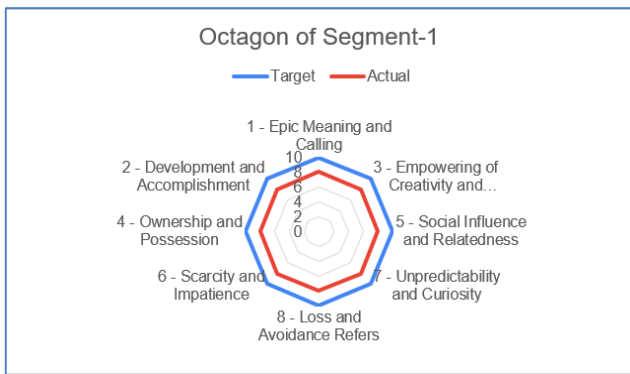 Octagon of Segment-1
Target Actual
1 - Epic Meaning and
Calling
2 - Development and
Accomplishment
3 - Empowering of
Creativity and...
4 - Ownership and
Possession
5 - Social Influence
and Relatedness
6 - Scarcity and
Impatience
7 - Unpredictability
and Curiosity
8 - Loss and
Avoidance Refers
10
8
6
4
2
0